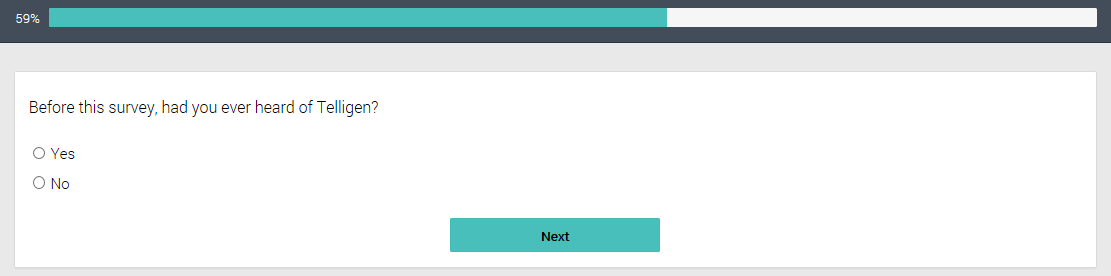 59%
Before this survey, had you ever heard of Telligen?
Yes
No
Next